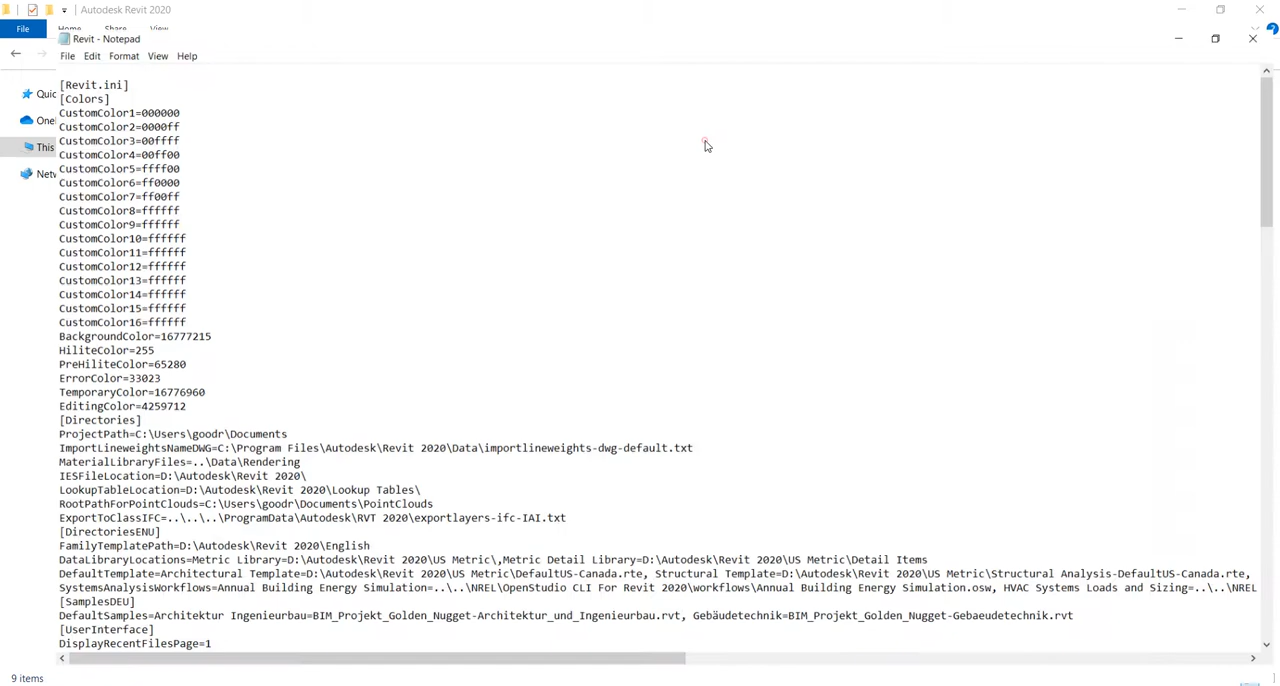 Autodesk Revit 2020
File Home Share View
Revit - Notepad
File Edit Format View Help
Quic
One
This
Netw
[Revit.ini]
[Colors]
CustomColor1=000000
CustomColor2=0000ff
CustomColor3=00ffff
CustomColor4=00ff00
CustomColor5=ffff00
CustomColor6=ff0000
CustomColor7=ff00ff
CustomColor8=ffffff
CustomColor9=ffffff
CustomColor10=ffffff
CustomColor11=ffffff
CustomColor12=ffffff
CustomColor13=ffffff
CustomColor14=ffffff
CustomColor15=ffffff
CustomColor16=ffffff
BackgroundColor=16777215
HiliteColor=255
PreHiliteColor=65280
ErrorColor=33023
TemporaryColor=16776960
EditingColor=4259712
[Directories]
ProjectPath=C:\Users\goodr\Documents
ImportLineweightsNameDWG=C:\Program Files\Autodesk\Revit 2020\Data\importlineweights-dwg-default.txt
MaterialLibraryFiles=..\Data\Rendering
IESFileLocation=D:\Autodesk\Revit 2020\
LookupTableLocation=D:\Autodesk\Revit 2020\Lookup Tables\
RootPathForPointClouds=C:\Users\goodr\Documents\PointClouds
ExportToClassIFC=..\..\..\ProgramData\Autodesk\RVT 2020\exportlayers-ifc-IAI.txt
[DirectoriesENU]
FamilyTemplatePath=D:\Autodesk\Revit 2020\English
DataLibraryLocations=Metric Library=D:\Autodesk\Revit 2020\US Metric\,Metric Detail Library=D:\Autodesk\Revit 2020\US Metric\Detail Items
DefaultTemplate=Architectural Template=D:\Autodesk\Revit 2020\US Metric\DefaultUS-Canada.rte, Structural Template=D:\Autodesk\Revit 2020\US Metric\Structural Analysis-DefaultUS-Canada.rte,
SystemsAnalysisWorkflows=Annual Building Energy Simulation=..\..\NREL\OpenStudio CLI For Revit 2020\workflows\Annual Building Energy Simulation.osw, HVAC Systems Loads and Sizing=..\..\NREL
[SamplesDEU]
DefaultSamples=Architektur Ingenieurbau=BIM_Projekt_Golden_Nugget-Architektur_und_Ingenieurbau.rvt, Gebäudetechnik=BIM_Projekt_Golden_Nugget-Gebaeudetechnik.rvt
[UserInterface]
DisplayRecentFilesPage=1
9 items